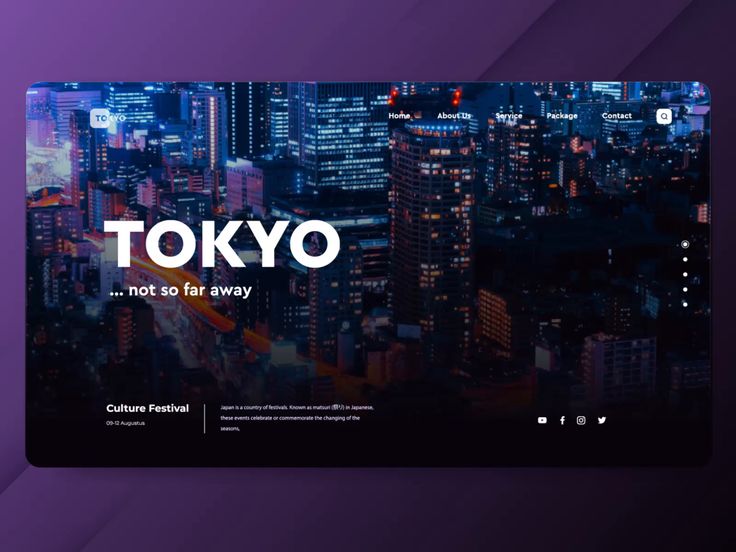 TOKYO
Home
About Us
Service
Package
Contact
TOKYO
... not so far away
Culture Festival
09-12 Augustus
Japan is a country of festivals. Known as matsuri (祭り) in Japanese,
these events celebrate or commemorate the changing of the
seasons,